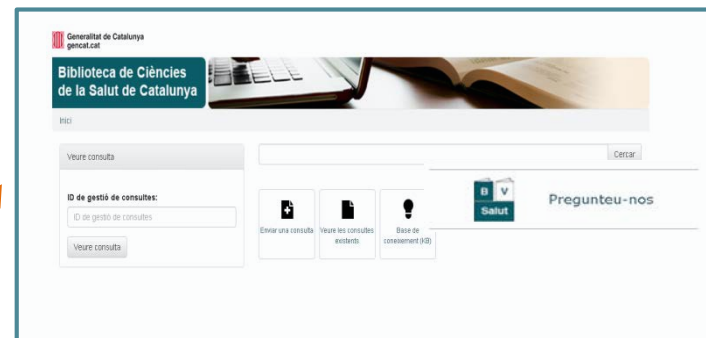 Generalitat de Catalunya
gencat.cat
Biblioteca de Ciències
de la Salut de Catalunya
Inici
Veure consulta
Cercar
B V
Salut
Pregunteu-nos
ID de gestió de consultes:
ID de gestió de consultes
Veure consulta
Enviar una consulta
Veure les consultes
existents
Base de
coneixement (KB)